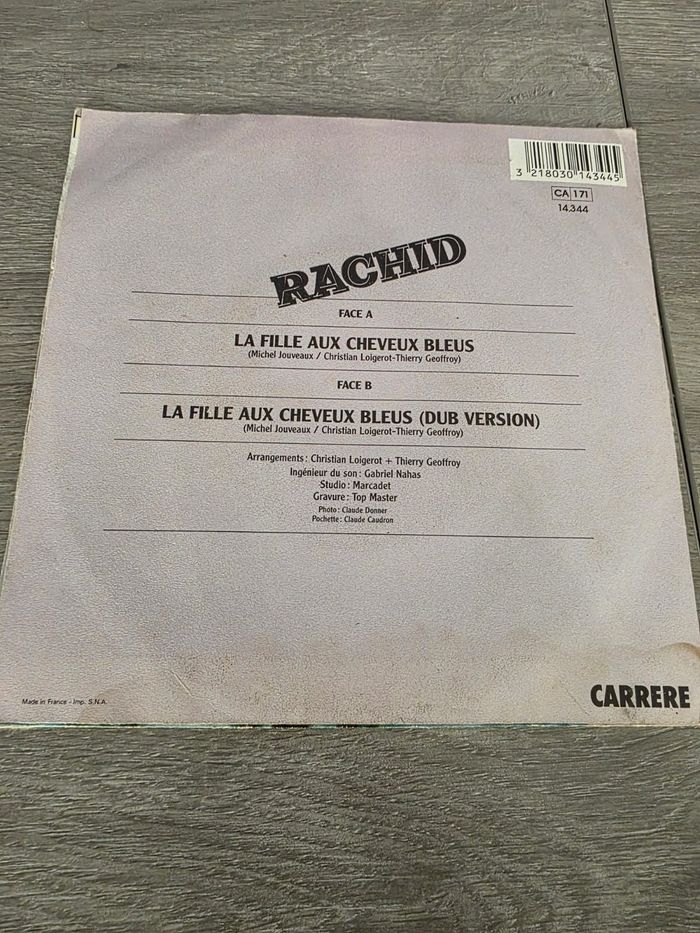 3 218030 143445
CA 171
14.344
RACHID
FACE A
LA FILLE AUX CHEVEUX BLEUS
(Michel Jouveaux / Christian Loigerot-Thierry Geoffroy)
FACE B
LA FILLE AUX CHEVEUX BLEUS (DUB VERSION)
(Michel Jouveaux / Christian Loigerot-Thierry Geoffroy)
Arrangements : Christian Loigerot + Thierry Geoffroy
Ingénieur du son : Gabriel Nahas
Studio : Marcadet
Gravure : Top Master
Photo : Claude Donner
Pochette : Claude Caudron
Made in France - Imp. S.N.A.
CARRERE